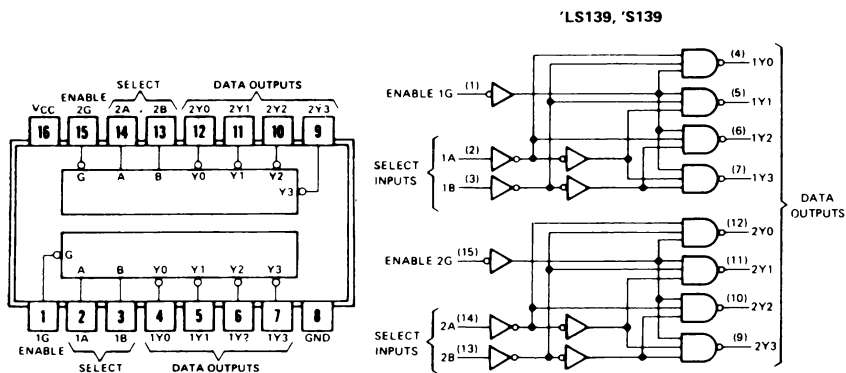 'LS139, 'S139
ENABLE SELECT DATA OUTPUTS
VCC 2G 2A 2B 2Y0 2Y1 2Y2 2Y3
16 15 14 13 12 11 10 9
G A B Y0 Y1 Y2 Y3
G A B Y0 Y1 Y2 Y3
1 2 3 4 5 6 7 8
1G 1A 1B 1Y0 1Y1 1Y? 1Y3 GND
ENABLE SELECT DATA OUTPUTS
ENABLE 1G (1)
SELECT INPUTS
1A (2)
1B (3)
(4) 1Y0
(5) 1Y1
(6) 1Y2
(7) 1Y3
DATA OUTPUTS
ENABLE 2G (15)
SELECT INPUTS
2A (14)
2B (13)
(12) 2Y0
(11) 2Y1
(10) 2Y2
(9) 2Y3